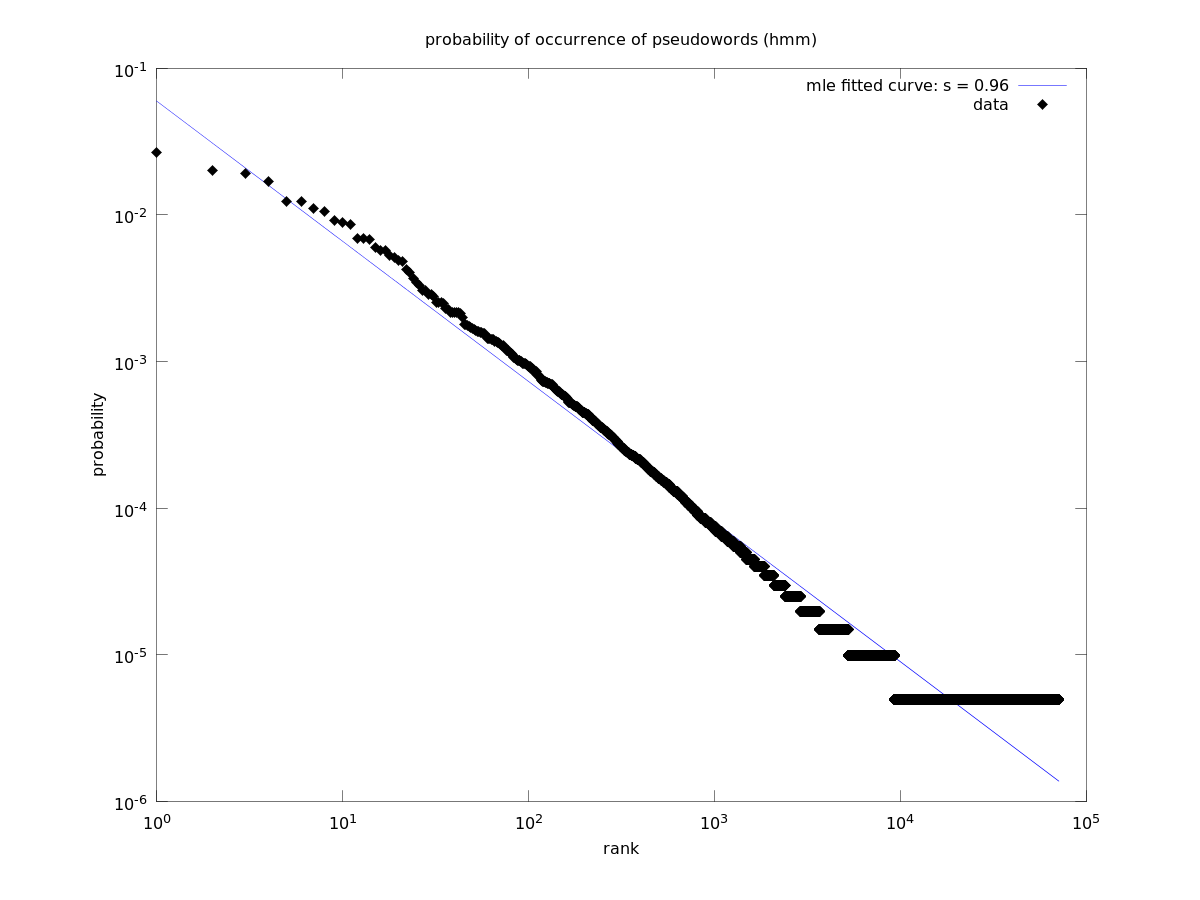 probability of occurrence of pseudowords (hmm)
mle fitted curve: s = 0.96
data
probability
10^-1
10^-2
10^-3
10^-4
10^-5
10^-6
10^0 10^1 10^2 10^3 10^4 10^5
rank